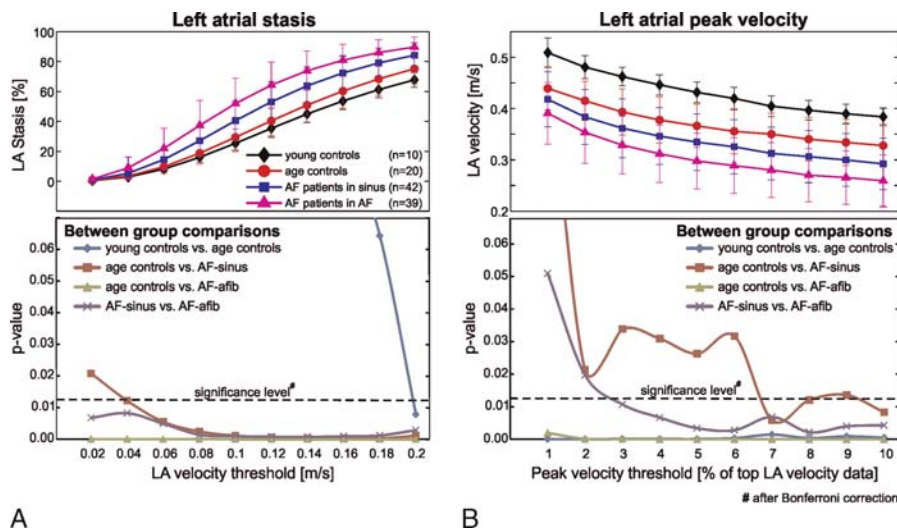 Left atrial stasis
100
80
60
40
20
0
LA Stasis [%]
young controls (n=10)
age controls (n=20)
AF patients in sinus (n=42)
AF patients in AF (n=39)
Between group comparisons
young controls vs. age controls
age controls vs. AF-sinus
age controls vs. AF-afib
AF-sinus vs. AF-afib
0.06
0.05
0.04
0.03
0.02
0.01
0.00
p-value
significance level#
0.02 0.04 0.06 0.08 0.10 0.12 0.14 0.16 0.18 0.2
LA velocity threshold [m/s]
A
Left atrial peak velocity
0.5
0.4
0.3
0.2
LA velocity [m/s]
Between group comparisons
young controls vs. age controls
age controls vs. AF-sinus
age controls vs. AF-afib
AF-sinus vs. AF-afib
0.06
0.05
0.04
0.03
0.02
0.01
0.00
p-value
significance level#
1 2 3 4 5 6 7 8 9 10
Peak velocity threshold [% of top LA velocity data]
# after Bonferroni correction
B